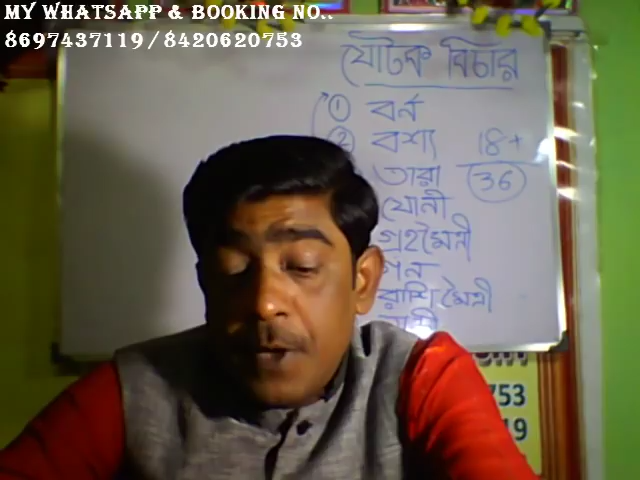 MY WHATSAPP & BOOKING NO..
8697437119/8420620753
যৌটক বিচার
① বর্ন
② বশ্য 18+
তারা 36
যোনী
গ্রহমৈত্রী
গন
রাশি মৈত্রী
753
19